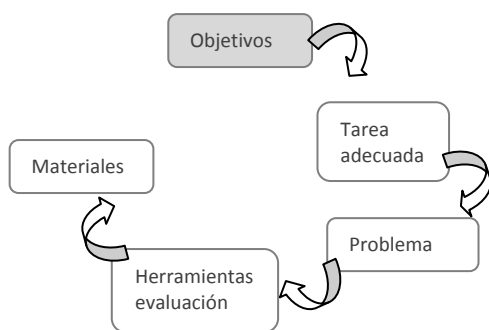 Objetivos
Tarea
adecuada
Problema
Herramientas
evaluación
Materiales